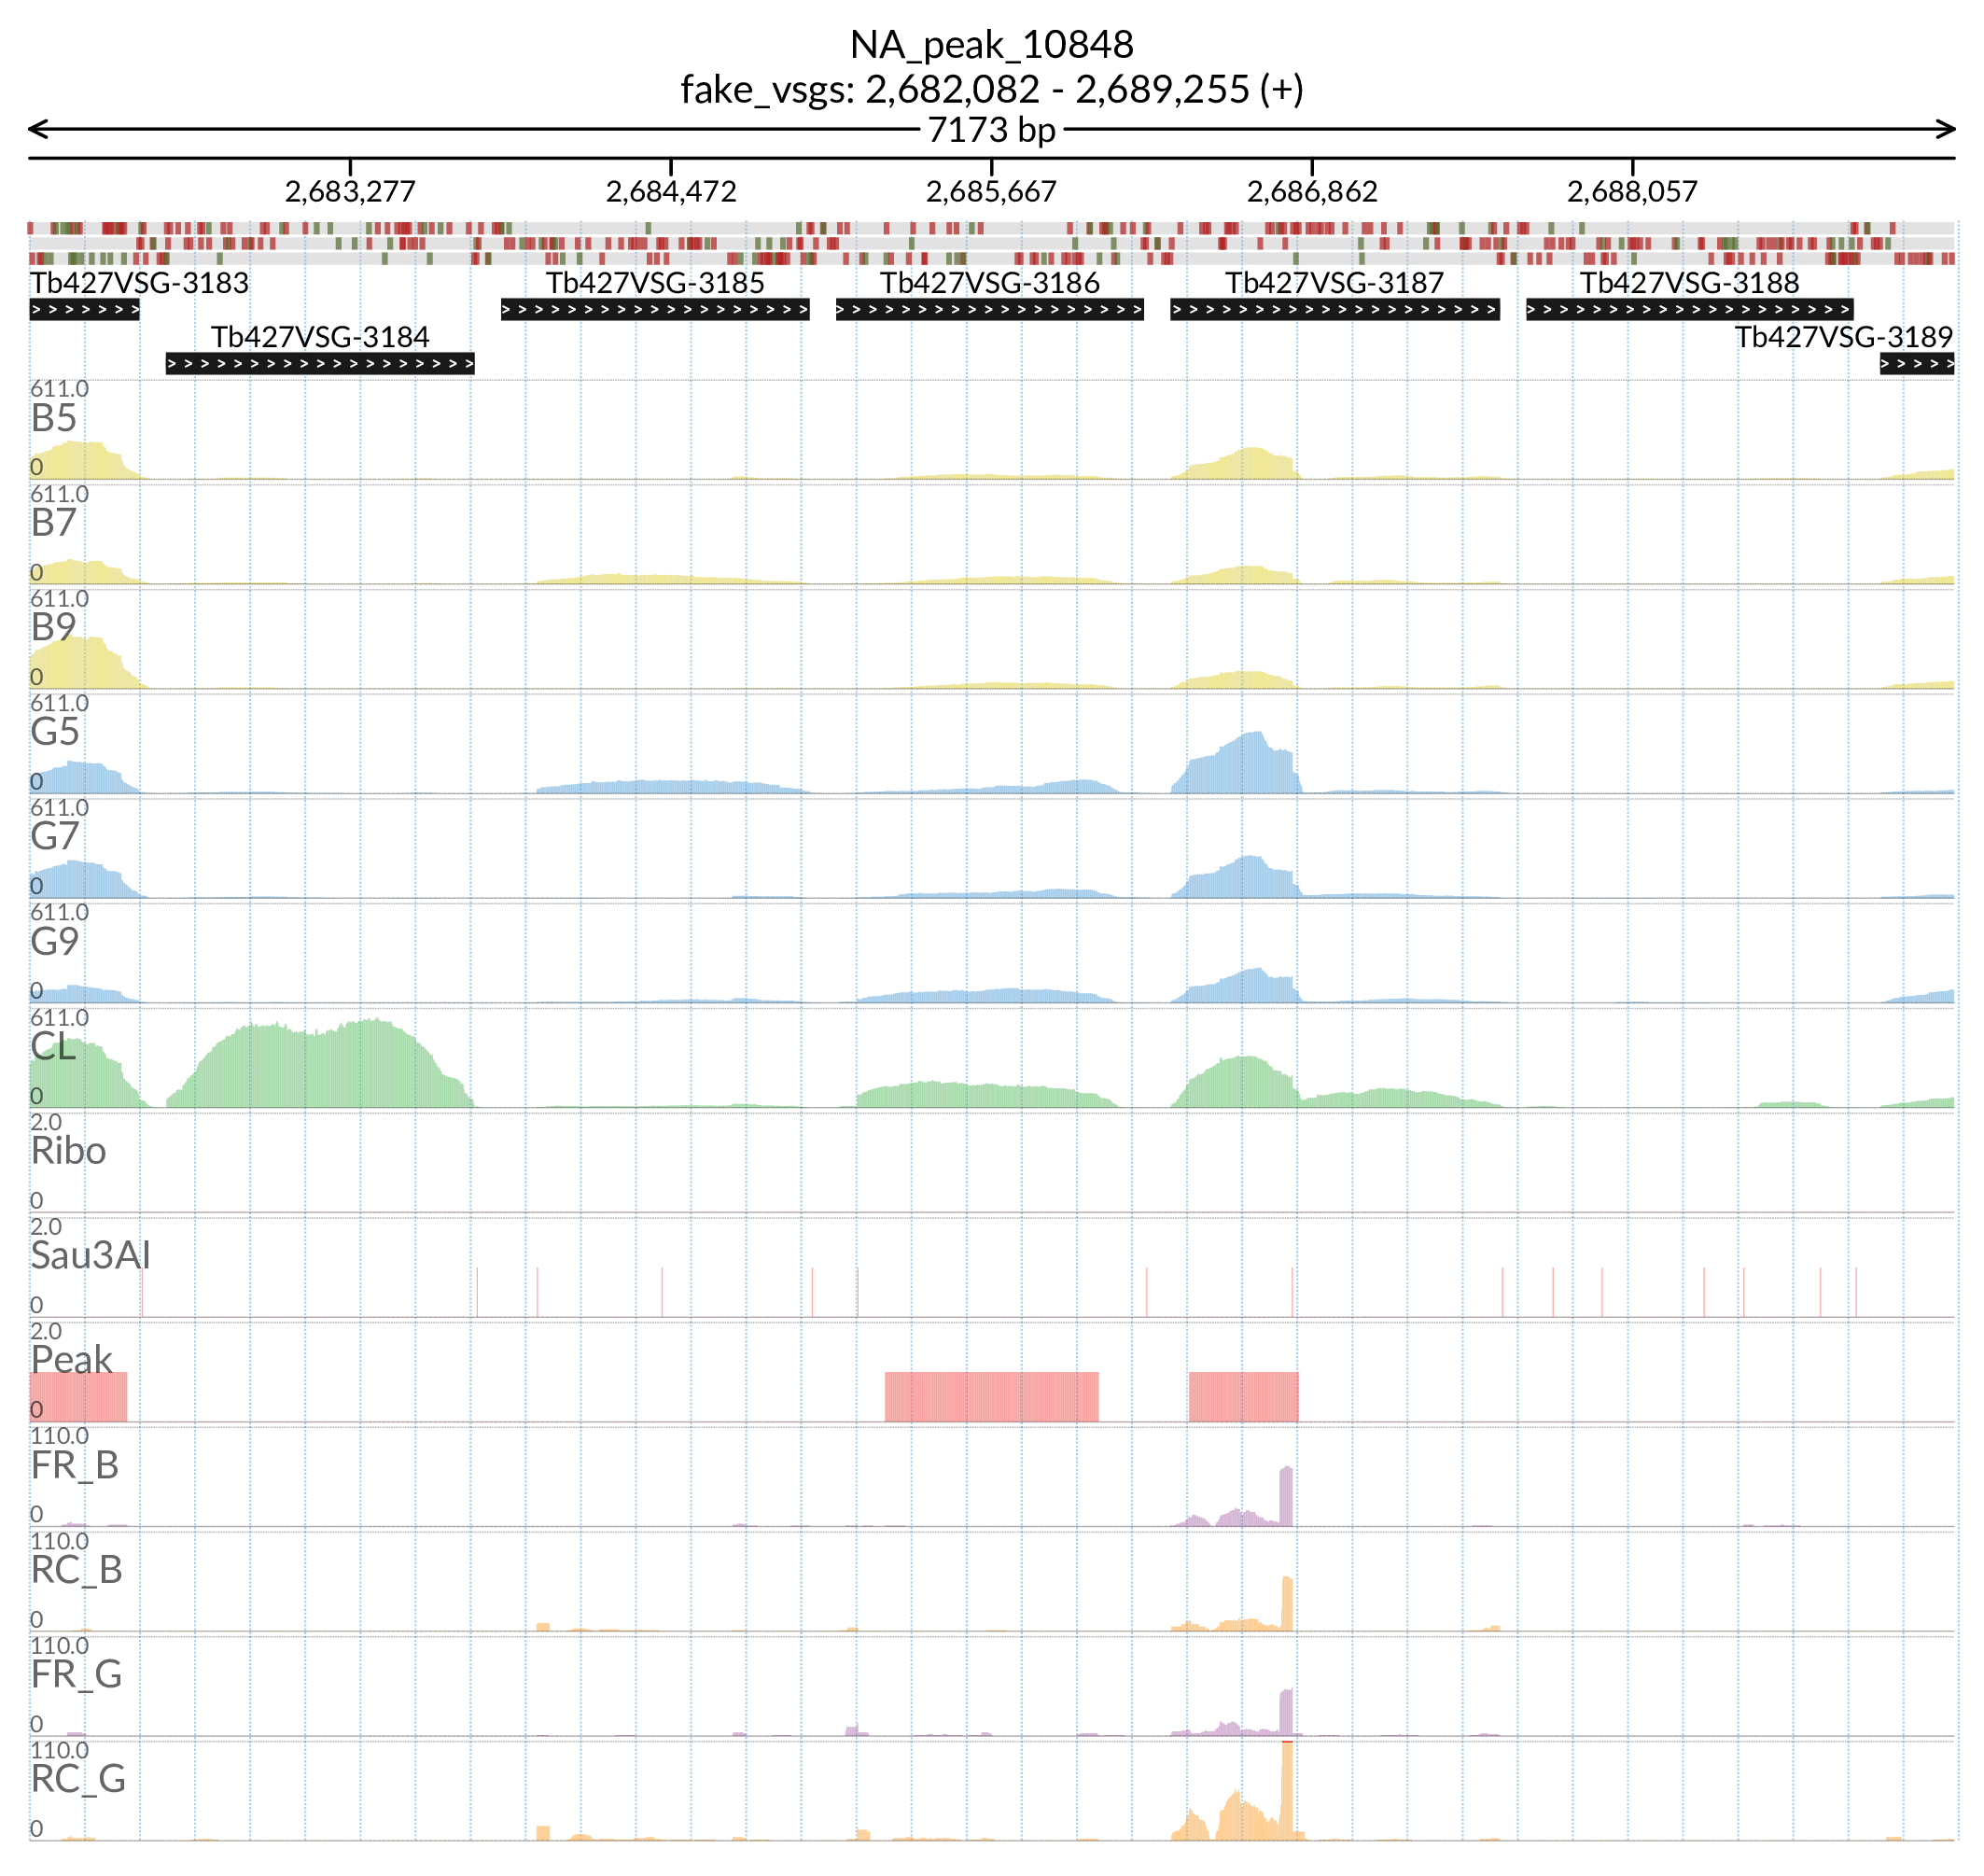 NA_peak_10848
fake_vsgs: 2,682,082 - 2,689,255 (+)
7173 bp
2,683,277 2,684,472 2,685,667 2,686,862 2,688,057
Tb427VSG-3183 Tb427VSG-3185 Tb427VSG-3186 Tb427VSG-3187 Tb427VSG-3188
Tb427VSG-3184 Tb427VSG-3189
611.0
B5
0
611.0
B7
0
611.0
B9
0
611.0
G5
0
611.0
G7
0
611.0
G9
0
611.0
CL
0
2.0
Ribo
0
2.0
Sau3AI
0
2.0
Peak
0
110.0
FR_B
0
110.0
RC_B
0
110.0
FR_G
0
110.0
RC_G
0